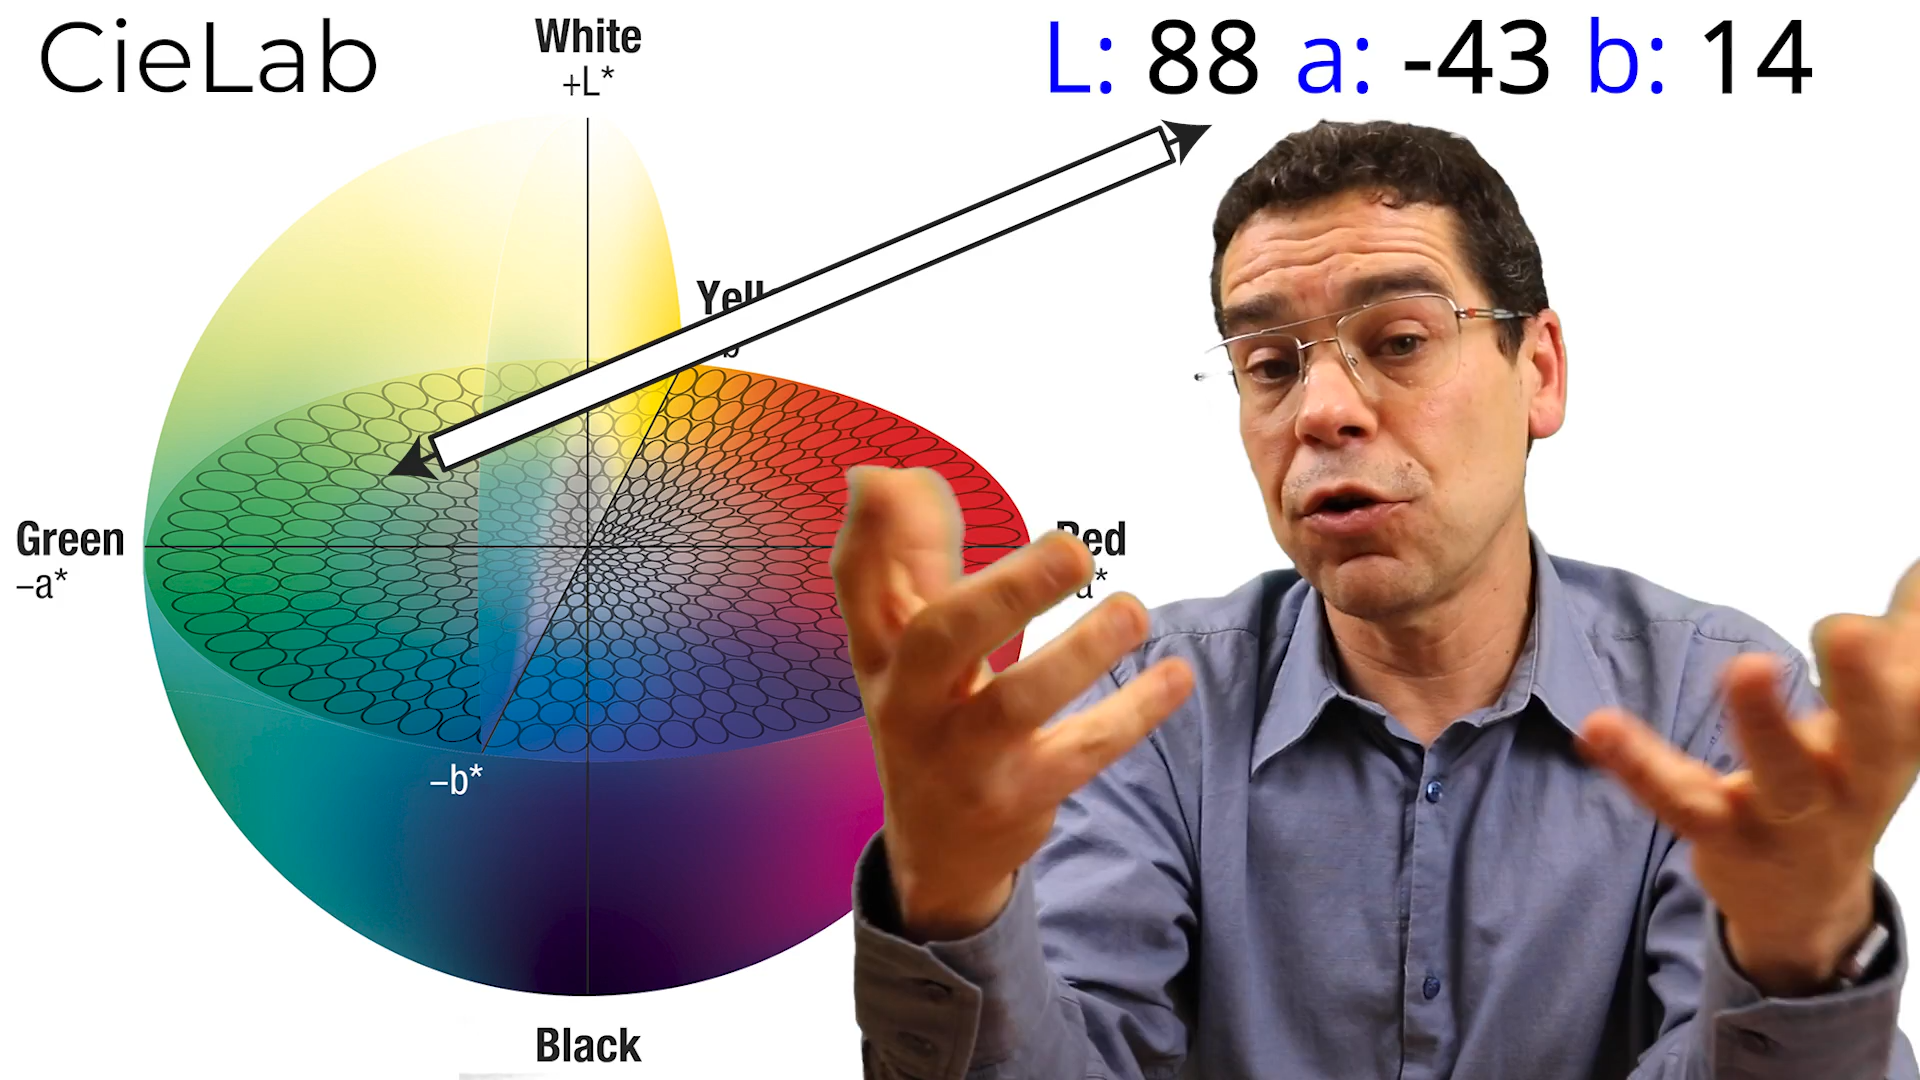 CieLab
White
+L*
L: 88 a: -43 b: 14
Green
–a*
–b*
Black